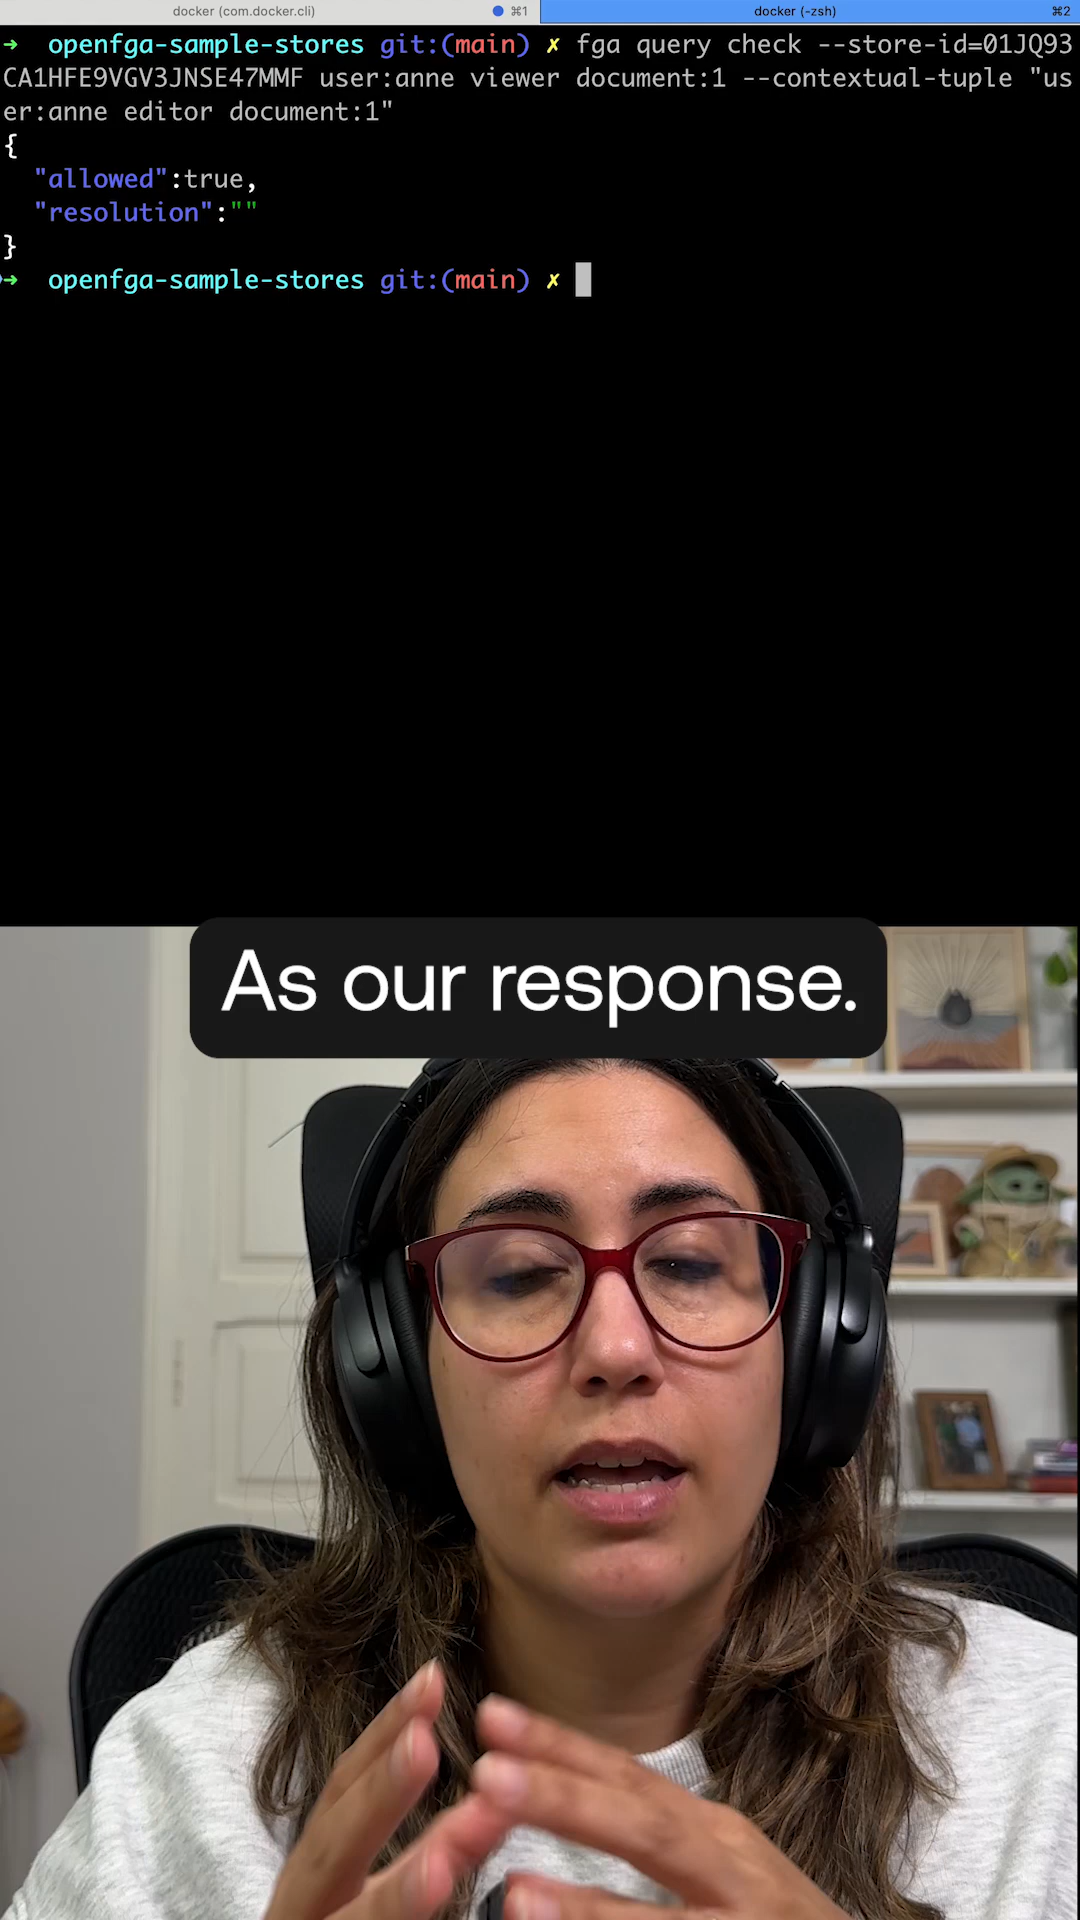 docker (com.docker.cli) ⌘1 docker (-zsh) ⌘2
➜ openfga-sample-stores git:(main) ✗ fga query check --store-id=01JQ93
CA1HFE9VGV3JNSE47MMF user:anne viewer document:1 --contextual-tuple "us
er:anne editor document:1"
{
"allowed":true,
"resolution":""
}
➜ openfga-sample-stores git:(main) ✗
As our response.